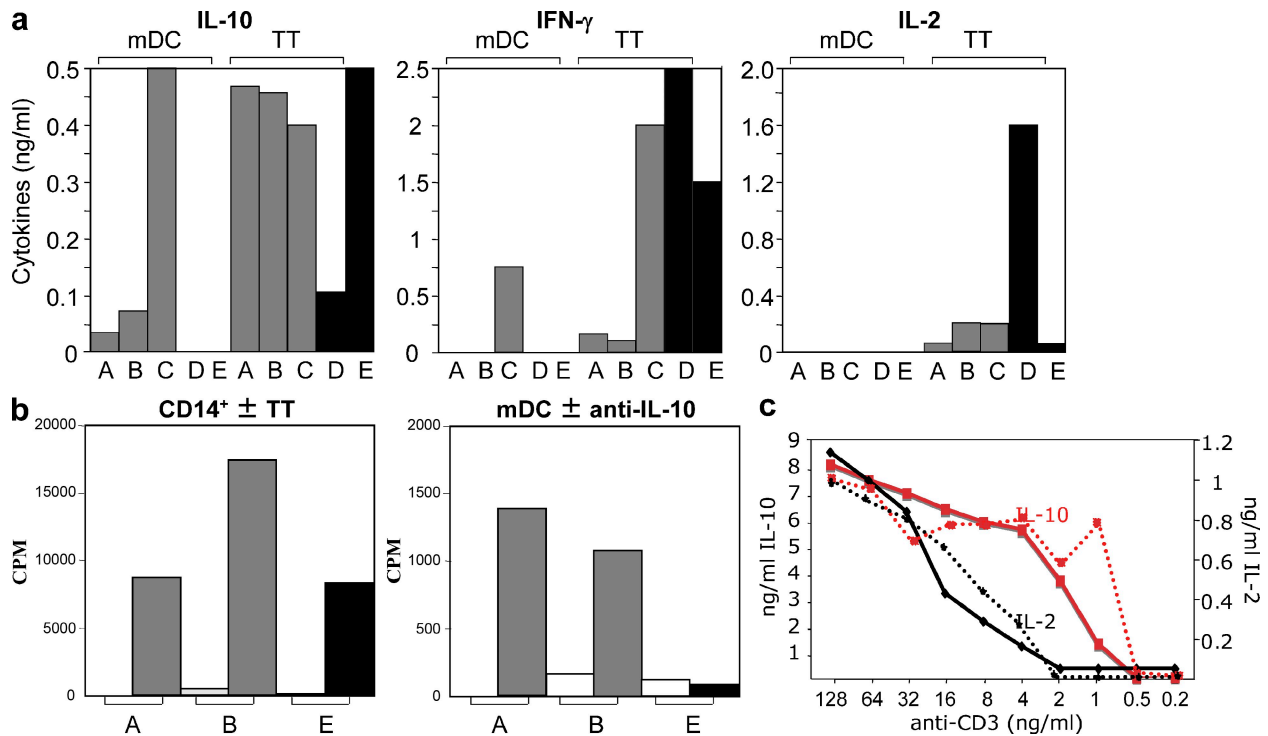 a
IL-10
IFN-γ
IL-2
mDC TT
mDC TT
mDC TT
Cytokines (ng/ml)
0.5
0.4
0.3
0.2
0.1
0
A B C D E A B C D E
2.5
2
1.5
1
0.5
0
A B C D E A B C D E
2.0
1.6
1.2
0.8
0.4
0
A B C D E A B C D E
b
CD14+ ± TT
CPM
20000
15000
10000
5000
0
A B E
mDC ± anti-IL-10
CPM
2000
1500
1000
500
0
A B E
c
ng/ml IL-10
9
8
7
6
5
4
3
2
1
IL-10
IL-2
1.2
1
0.8
0.6
0.4
0.2
ng/ml IL-2
128 64 32 16 8 4 2 1 0.5 0.2
anti-CD3 (ng/ml)